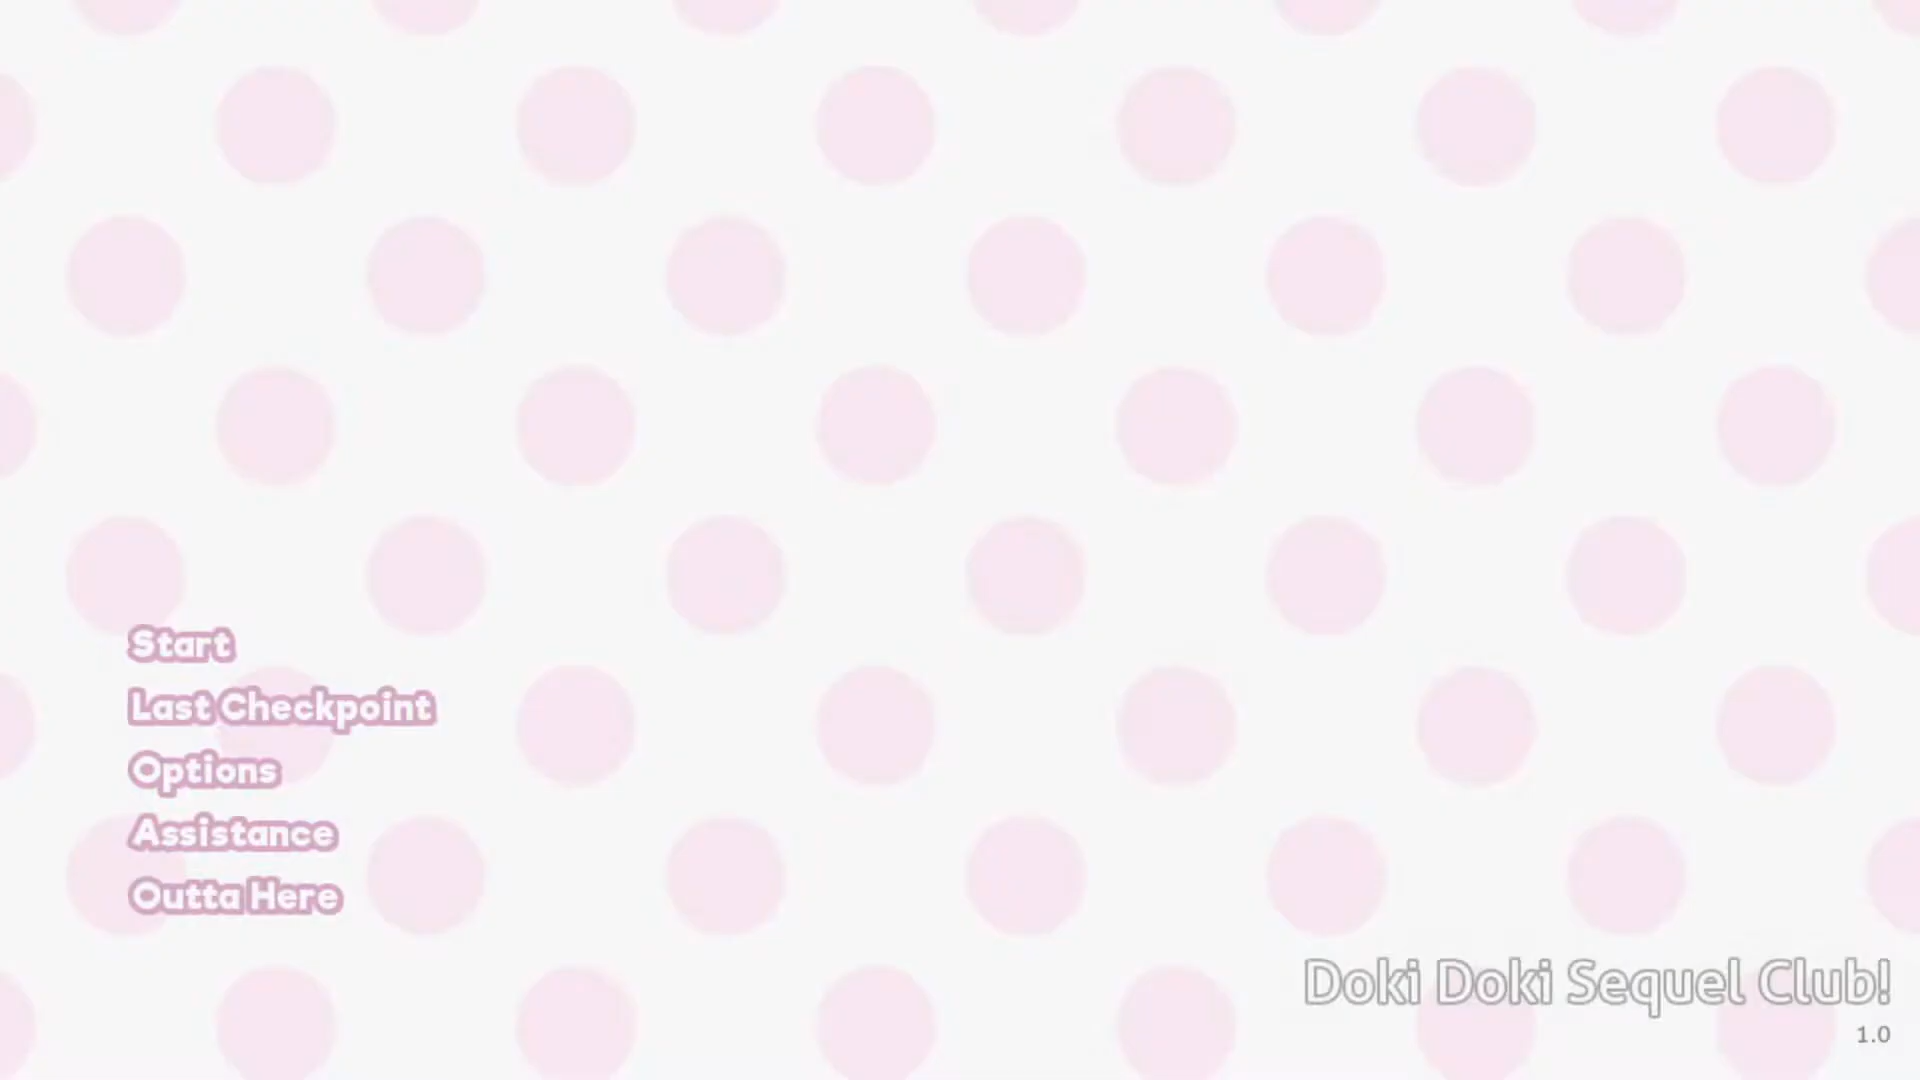 Start
Last Checkpoint
Options
Assistance
Outta Here
Doki Doki Sequel Club!
1.0